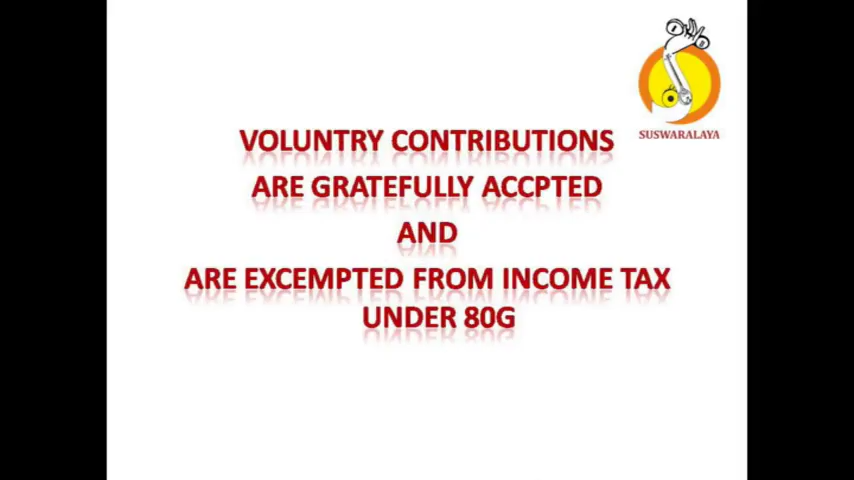 SUSWARALAYA
VOLUNTRY CONTRIBUTIONS
ARE GRATEFULLY ACCPTED
AND
ARE EXCEMPTED FROM INCOME TAX
UNDER 80G